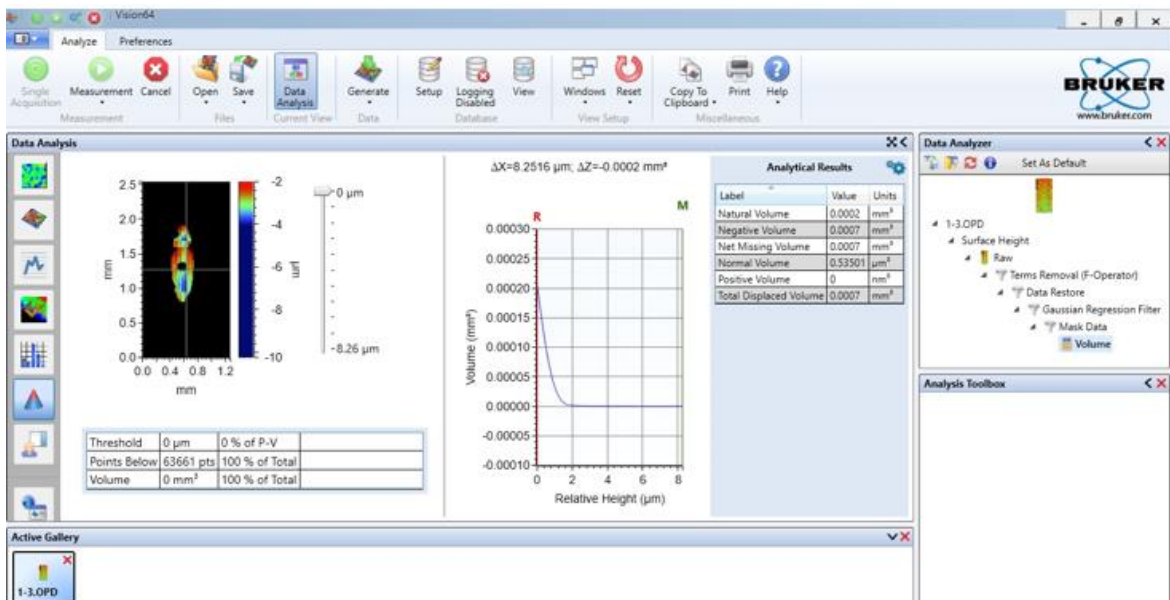 Vision64
Analyze Preferences
Single Acquisition Measurement Cancel Open Save Data Analysis Generate Setup Logging Disabled View Windows Reset Copy To Clipboard Print Help
Measurement Files Current View Data Database View Setup Miscellaneous
BRUKER
www.bruker.com
Data Analysis
2.5
2.0
1.5
1.0
0.5
0.0
mm
0.0 0.4 0.8 1.2
mm
-2
-4
-6
-8
-10
µm
0 µm
-8.26 µm
Threshold 0 µm 0 % of P-V
Points Below 63661 pts 100 % of Total
Volume 0 mm³ 100 % of Total
ΔX=8.2516 µm; ΔZ=-0.0002 mm³
R
M
0.00030
0.00025
0.00020
0.00015
0.00010
0.00005
0.00000
-0.00005
-0.00010
Volume (mm³)
0 2 4 6 8
Relative Height (µm)
Analytical Results
Label Value Units
Natural Volume 0.0002 mm³
Negative Volume 0.0007 mm³
Net Missing Volume 0.0007 mm³
Normal Volume 0.53501 µm³
Positive Volume 0 nm³
Total Displaced Volume 0.0007 mm³
Data Analyzer
Set As Default
1-3.OPD
Surface Height
Raw
Terms Removal (F-Operator)
Data Restore
Gaussian Regression Filter
Mask Data
Volume
Analysis Toolbox
Active Gallery
1-3.OPD